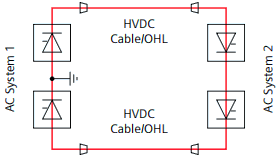 HVDC
Cable/OHL
AC System 1
AC System 2
HVDC
Cable/OHL